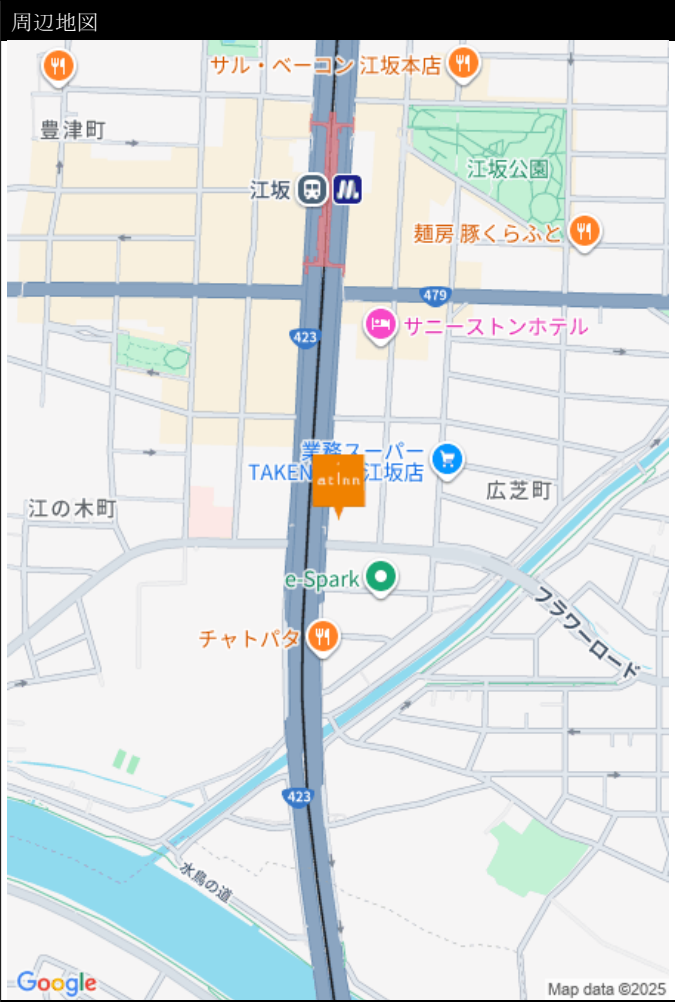 周辺地図
サル・ベーコン 江坂本店
豊津町
江坂公園
江坂
麺房 豚くらふと
479
サニーストンホテル
423
業務スーパー
TAKEN
江坂店
at inn
広芝町
江の木町
e-Spark
フラワーロード
チャトパタ
423
水鳥の道
Google
Map data ©2025